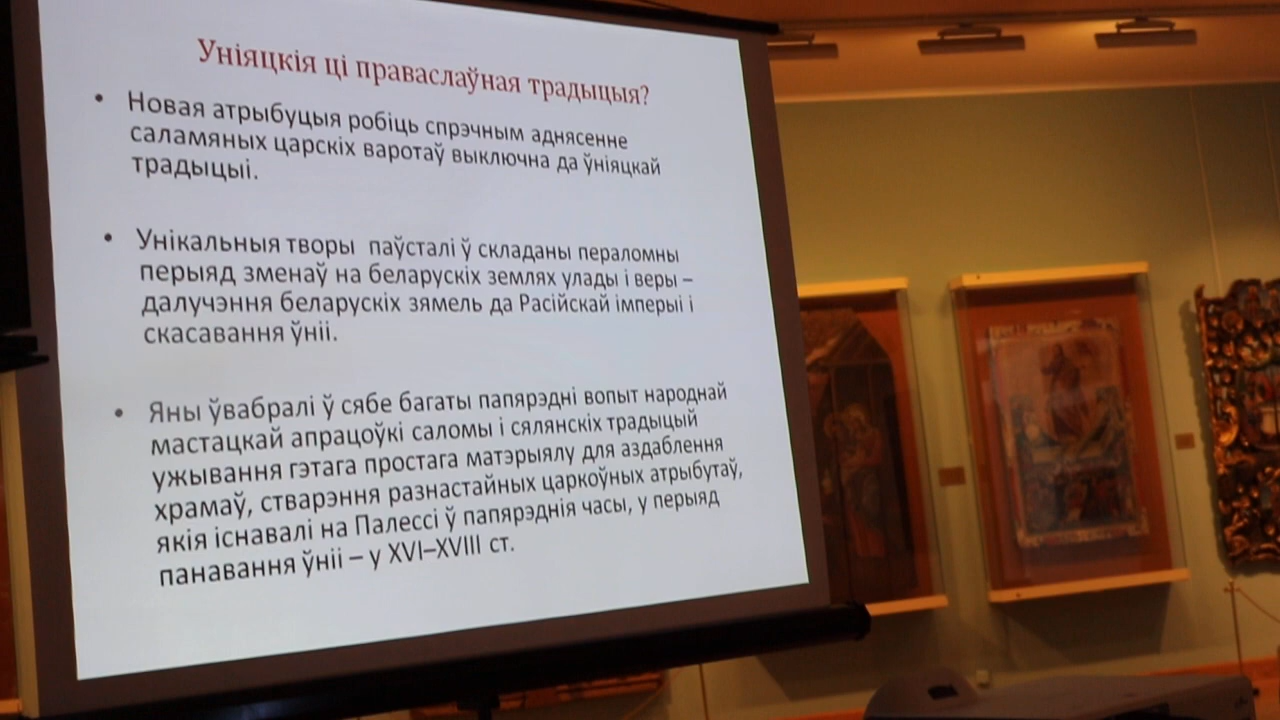 Уніяцкія ці праваслаўная традыцыя?
• Новая атрыбуцыя робіць спрэчным аднясенне
саламяных царскіх варотаў выключна да ўніяцкай
традыцыі.
• Унікальныя творы паўсталі ў складаны пераломны
перыяд зменаў на беларускіх землях улады і веры –
далучэння беларускіх зямель да Расійскай імперыі і
скасавання ўніі.
• Яны ўвабралі ў сябе багаты папярэдні вопыт народнай
мастацкай апрацоўкі саломы і сялянскіх традыцый
ужывання гэтага простага матэрыялу для аздаблення
храмаў, стварэння разнастайных царкоўных атрыбутаў,
якія існавалі на Палессі ў папярэднія часы, у перыяд
панавання ўніі – у XVI–XVIII ст.